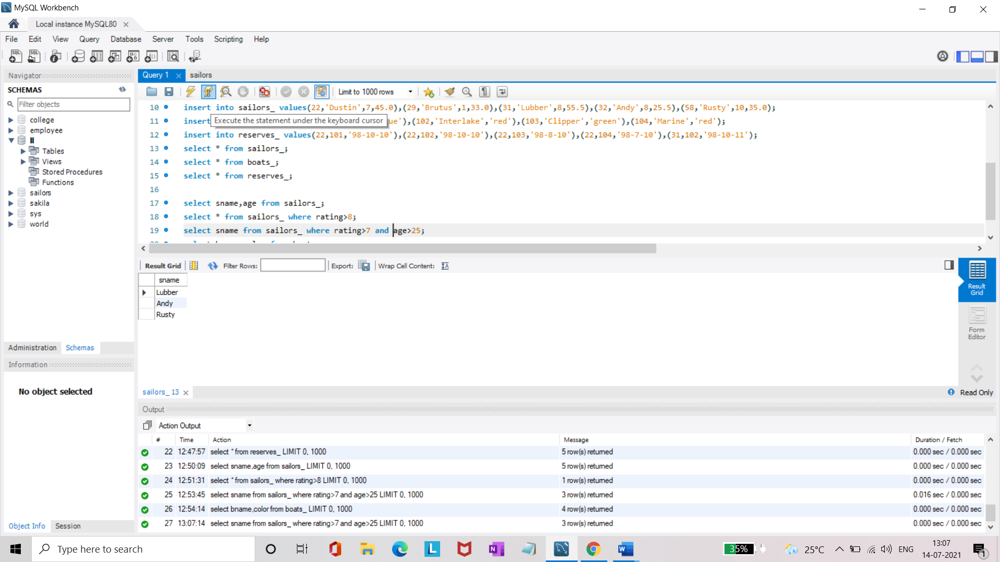 MySQL Workbench
Local instance MySQL80
File Edit View Query Database Server Tools Scripting Help
Navigator
SCHEMAS
Filter objects
college
employee
ll
Tables
Views
Stored Procedures
Functions
sailors
sakila
sys
world
Administration Schemas
Information
No object selected
Object Info Session
Query 1 sailors
Limit to 1000 rows
10 insert into sailors_ values(22,'Dustin',7,45.0),(29,'Brutus',1,33.0),(31,'Lubber',8,55.5),(32,'Andy',8,25.5),(58,'Rusty',10,35.0);
Execute the statement under the keyboard cursor
11 insert ue'),(102,'Interlake','red'),(103,'Clipper','green'),(104,'Marine','red');
12 insert into reserves_ values(22,101,'98-10-10'),(22,102,'98-10-10'),(22,103,'98-8-10'),(22,104,'98-7-10'),(31,102,'98-10-11');
13 select * from sailors_;
14 select * from boats_;
15 select * from reserves_;
16
17 select sname,age from sailors_;
18 select * from sailors_ where rating>8;
19 select sname from sailors_ where rating>7 and age>25;
Result Grid Filter Rows: Export: Wrap Cell Content:
sname
Lubber
Andy
Rusty
Result
Grid
Form
Editor
sailors_ 13
Read Only
Output
Action Output
# Time Action Message Duration / Fetch
22 12:47:57 select * from reserves_ LIMIT 0, 1000 5 row(s) returned 0.000 sec / 0.000 sec
23 12:50:09 select sname,age from sailors_ LIMIT 0, 1000 5 row(s) returned 0.000 sec / 0.000 sec
24 12:51:31 select * from sailors_ where rating>8 LIMIT 0, 1000 1 row(s) returned 0.000 sec / 0.000 sec
25 12:53:45 select sname from sailors_ where rating>7 and age>25 LIMIT 0, 1000 3 row(s) returned 0.016 sec / 0.000 sec
26 12:54:14 select bname,color from boats_ LIMIT 0, 1000 4 row(s) returned 0.000 sec / 0.000 sec
27 13:07:14 select sname from sailors_ where rating>7 and age>25 LIMIT 0, 1000 3 row(s) returned 0.000 sec / 0.000 sec
Type here to search
35%
25°C
ENG
13:07
14-07-2021
1